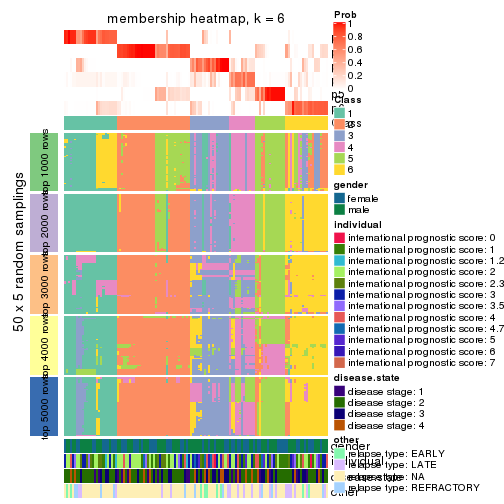 membership heatmap, k = 6
50 x 5 random samplings
top 1000 rows
top 2000 rows
top 3000 rows
top 4000 rows
top 5000 rows
Prob
1
0.8
0.6
0.4
0.2
0
Class
1
3
4
5
6
gender
female
male
individual
international prognostic score: 0
international prognostic score: 1
international prognostic score: 1.2
international prognostic score: 2
international prognostic score: 2.3
international prognostic score: 3
international prognostic score: 3.5
international prognostic score: 4
international prognostic score: 4.7
international prognostic score: 5
international prognostic score: 6
international prognostic score: 7
disease.state
disease stage: 1
disease stage: 2
disease stage: 3
disease stage: 4
other
relapse type: EARLY
relapse type: LATE
relapse type: NA
relapse type: REFRACTORY
gender
individual
disease.state
other